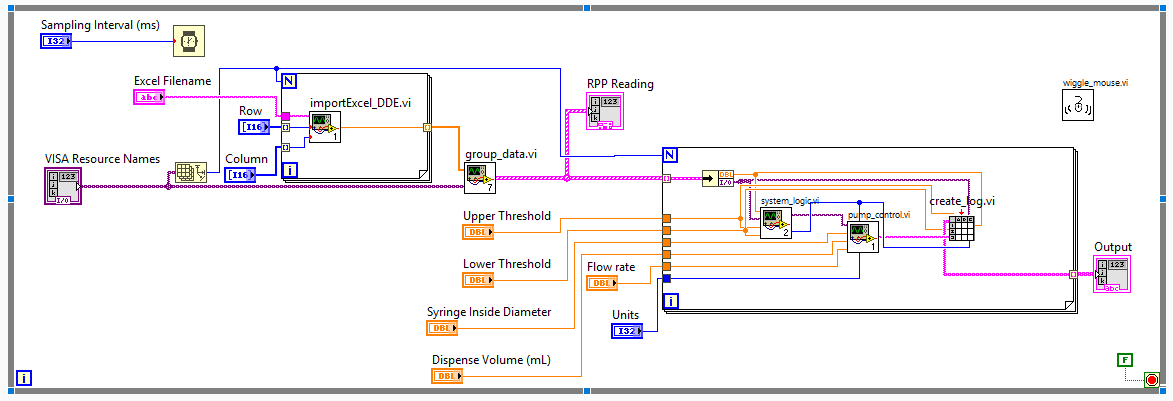 Sampling Interval (ms)
I32
Excel Filename
abc
N
importExcel_DDE.vi
1
Row
I16
Column
I16
i
VISA Resource Names
123
I/O
RPP Reading
123
group_data.vi
7
wiggle_mouse.vi
N
DBL
I/O
system_logic.vi
2
pump_control.vi
1
create_log.vi
Upper Threshold
DBL
Lower Threshold
DBL
Flow rate
DBL
Output
123
abc
i
Syringe Inside Diameter
DBL
Units
I32
Dispense Volume (mL)
DBL
F
i